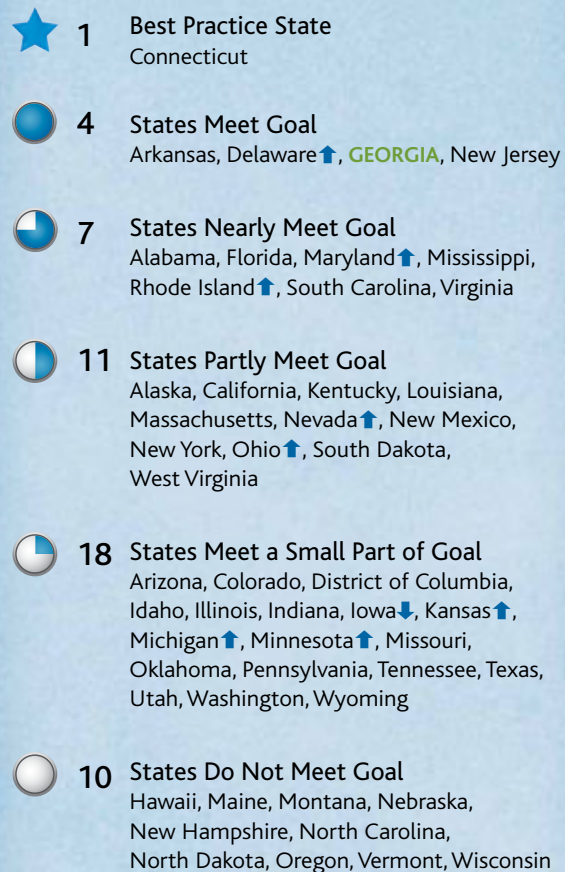 1 Best Practice State
Connecticut
4 States Meet Goal
Arkansas, Delaware⬆, GEORGIA, New Jersey
7 States Nearly Meet Goal
Alabama, Florida, Maryland⬆, Mississippi,
Rhode Island⬆, South Carolina, Virginia
11 States Partly Meet Goal
Alaska, California, Kentucky, Louisiana,
Massachusetts, Nevada⬆, New Mexico,
New York, Ohio⬆, South Dakota,
West Virginia
18 States Meet a Small Part of Goal
Arizona, Colorado, District of Columbia,
Idaho, Illinois, Indiana, Iowa⬇, Kansas⬆,
Michigan⬆, Minnesota⬆, Missouri,
Oklahoma, Pennsylvania, Tennessee, Texas,
Utah, Washington, Wyoming
10 States Do Not Meet Goal
Hawaii, Maine, Montana, Nebraska,
New Hampshire, North Carolina,
North Dakota, Oregon, Vermont, Wisconsin